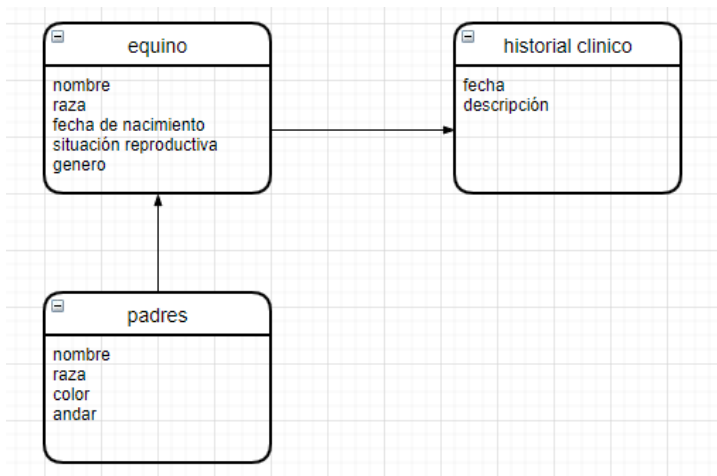 equino
nombre
raza
fecha de nacimiento
situación reproductiva
genero
historial clinico
fecha
descripción
padres
nombre
raza
color
andar